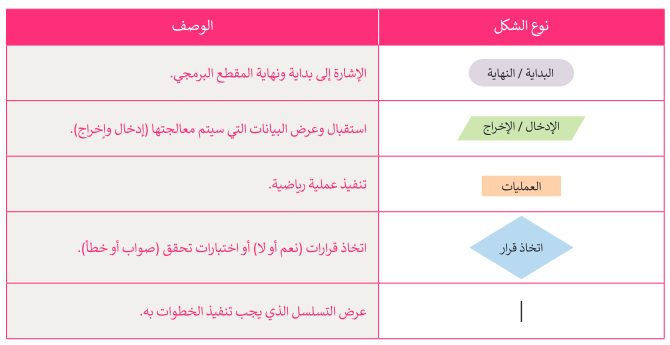 نوع الشكل	الوصف
البداية / النهاية	الإشارة إلى بداية ونهاية المقطع البرمجي.
الإدخال / الإخراج	استقبال وعرض البيانات التي سيتم معالجتها (إدخال وإخراج).
العمليات	تنفيذ عملية رياضية.
اتخاذ قرار	اتخاذ قرارات (نعم أو لا) أو اختبارات تحقق (صواب أو خطأ).
عرض التسلسل الذي يجب تنفيذ الخطوات به.